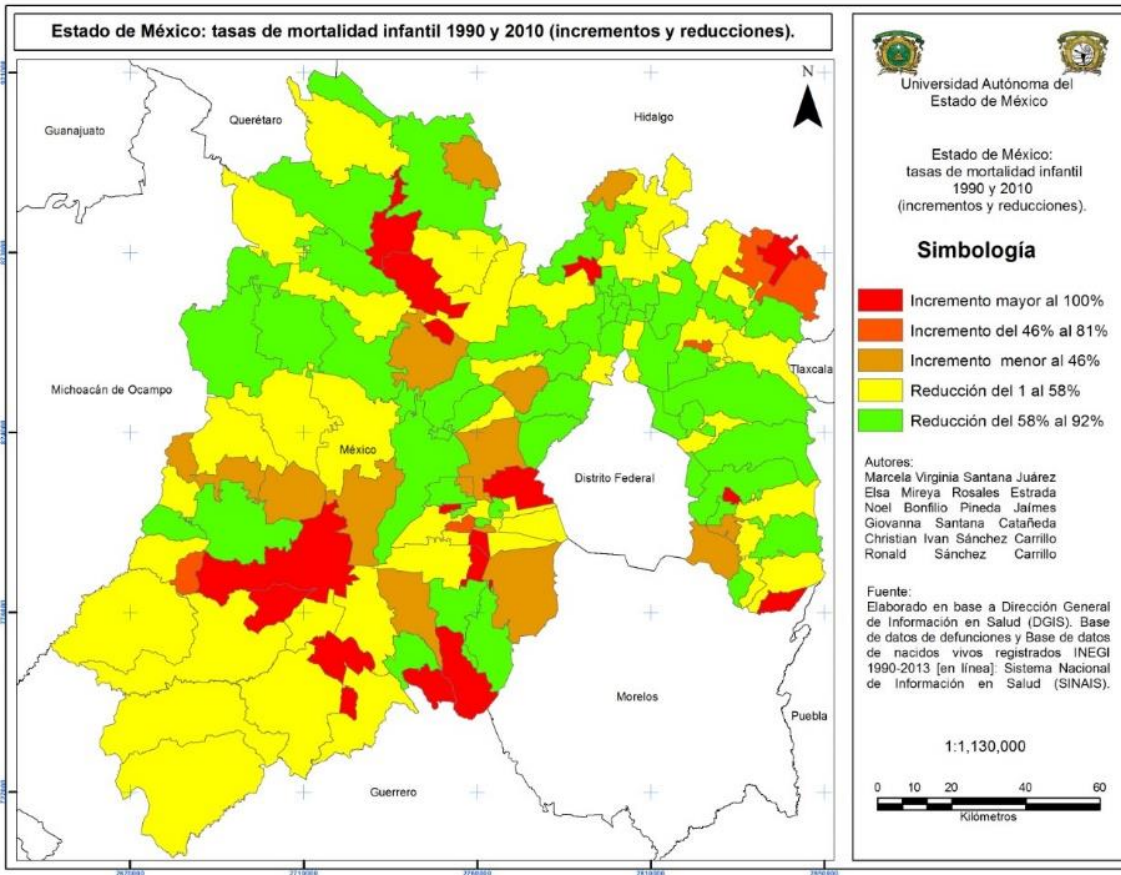 Estado de México: tasas de mortalidad infantil 1990 y 2010 (incrementos y reducciones).
N
Guanajuato
Querétaro
Hidalgo
Michoacán de Ocampo
México
Distrito Federal
Tlaxcala
Morelos
Puebla
Guerrero
Universidad Autónoma del
Estado de México
Estado de México:
tasas de mortalidad infantil
1990 y 2010
(incrementos y reducciones).
Simbología
Incremento mayor al 100%
Incremento del 46% al 81%
Incremento menor al 46%
Reducción del 1 al 58%
Reducción del 58% al 92%
Autores:
Marcela Virginia Santana Juárez
Elsa Mireya Rosales Estrada
Noel Bonfilio Pineda Jaímes
Giovanna Santana Catañeda
Christian Ivan Sánchez Carrillo
Ronald Sánchez Carrillo
Fuente:
Elaborado en base a Dirección General
de Información en Salud (DGIS). Base
de datos de defunciones y Base de datos
de nacidos vivos registrados INEGI
1990-2013 [en línea]: Sistema Nacional
de Información en Salud (SINAIS).
1:1,130,000
0 10 20 40 60
Kilómetros